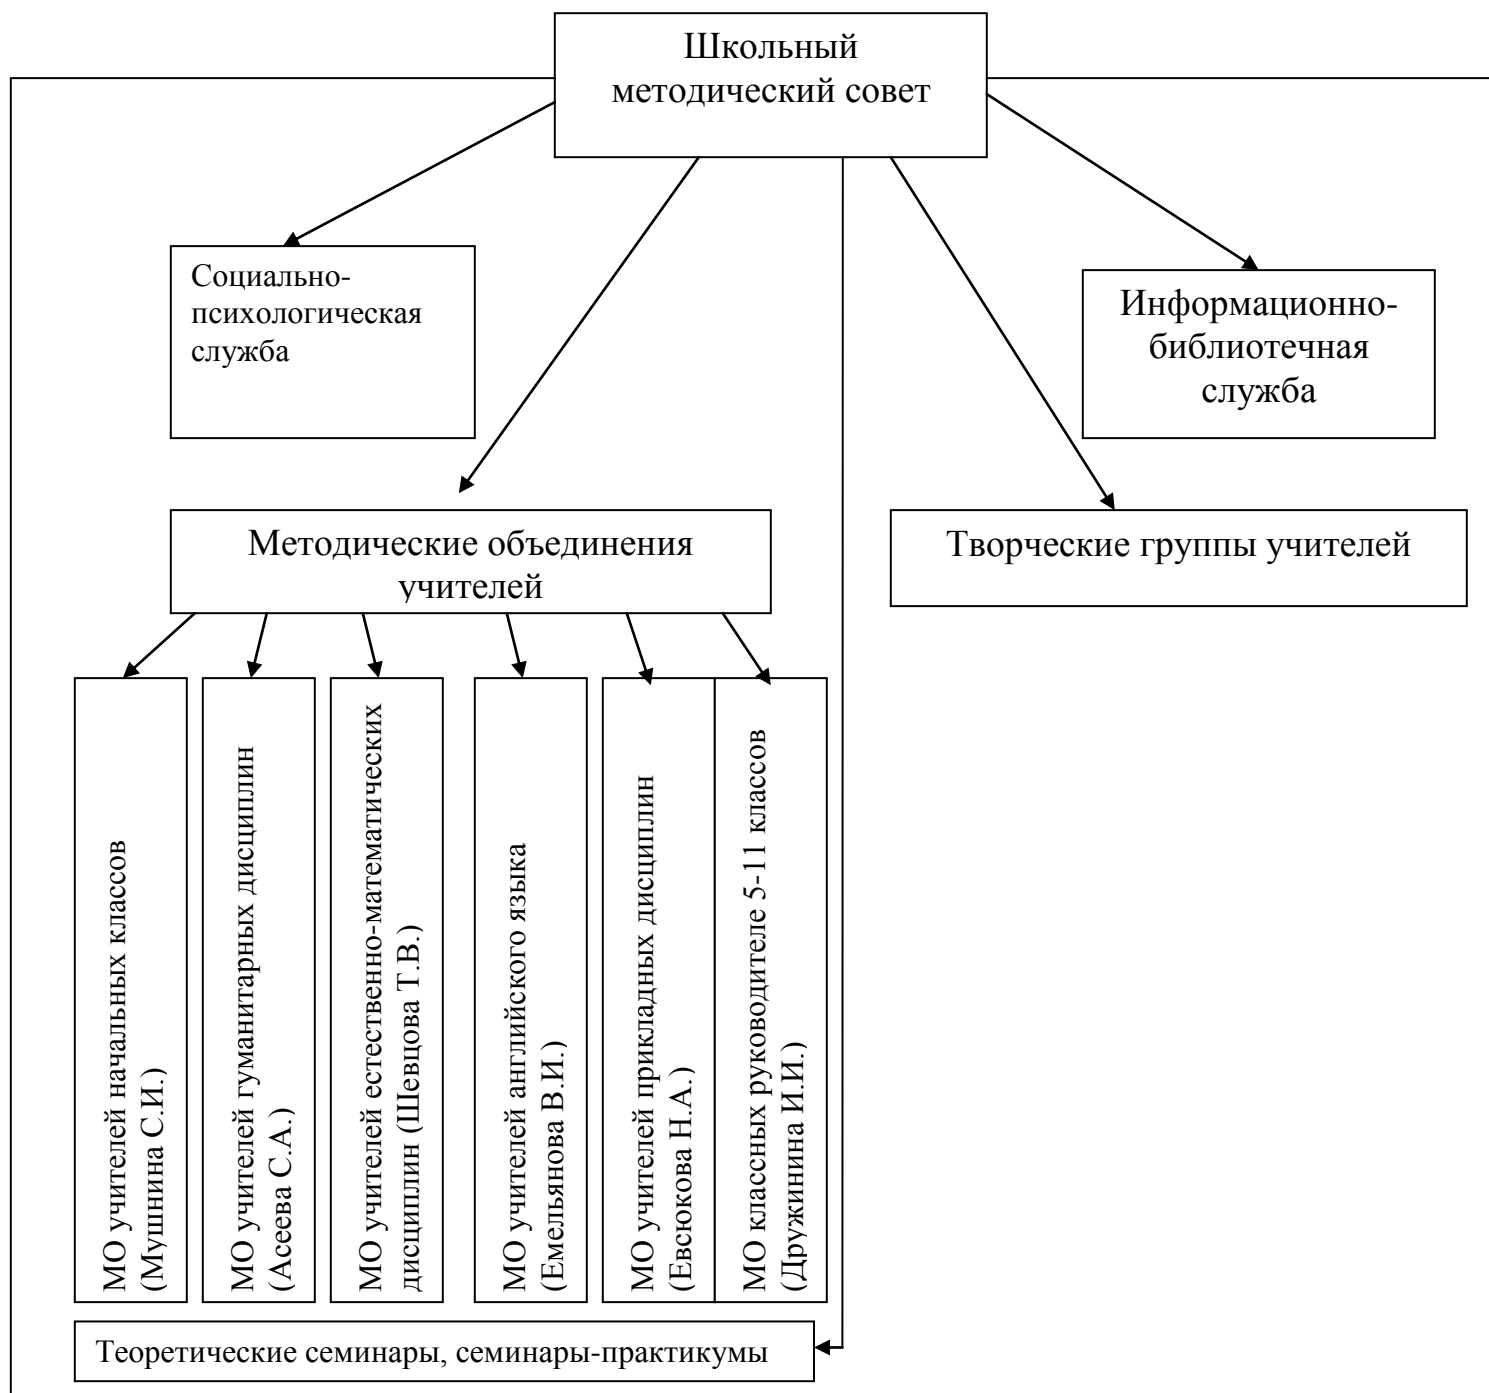 Школьный
методический совет
Социально-
психологическая
служба
Информационно-
библиотечная
служба
Методические объединения
учителей
Творческие группы учителей
МО учителей начальных классов
(Мушнина С.И.)
МО учителей гуманитарных дисциплин
(Асеева С.А.)
МО учителей естественно-математических
дисциплин (Шевцова Т.В.)
МО учителей английского языка
(Емельянова В.И.)
МО учителей прикладных дисциплин
(Евсюкова Н.А.)
МО классных руководителе 5-11 классов
(Дружинина И.И.)
Теоретические семинары, семинары-практикумы